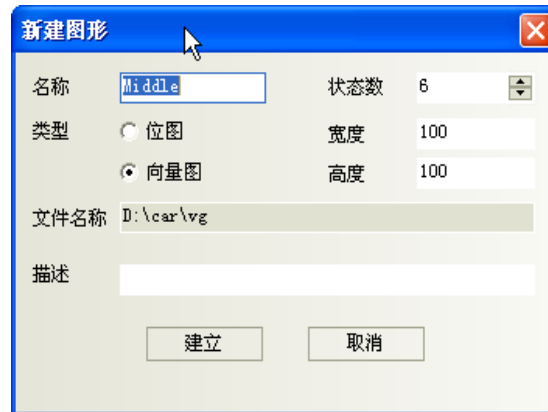 新建图形
名称 Middle 状态数 6
类型 位图 宽度 100
向量图 高度 100
文件名称 D:\car\vg
描述
建立 取消